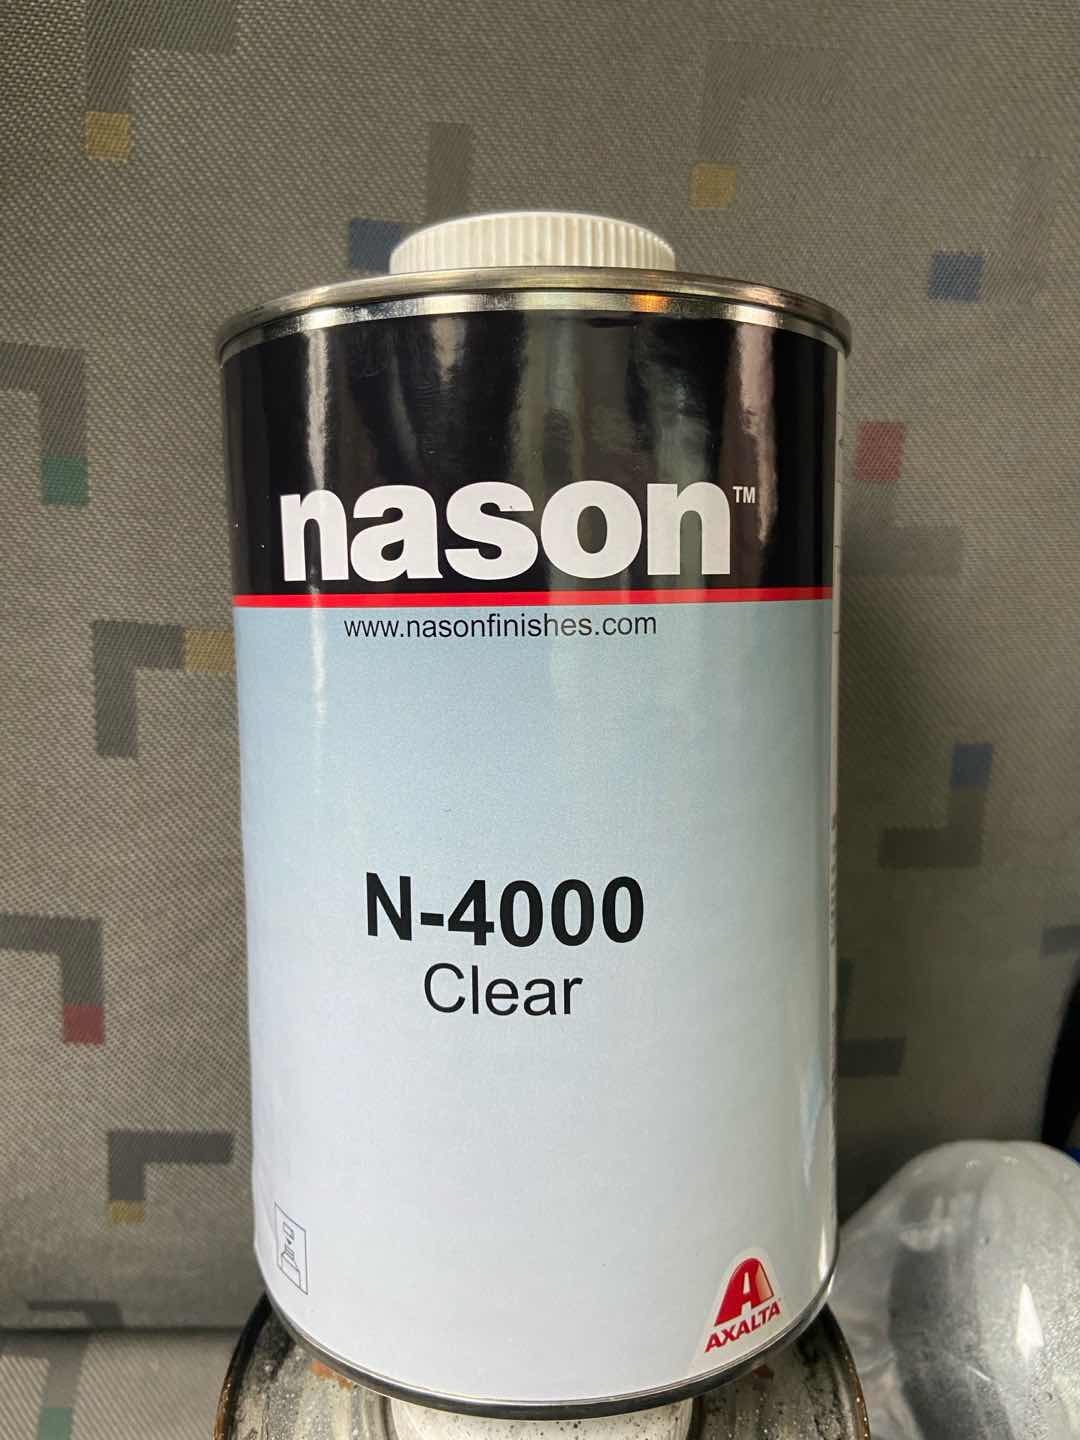 nason™
www.nasonfinishes.com
N-4000
Clear
AXALTA